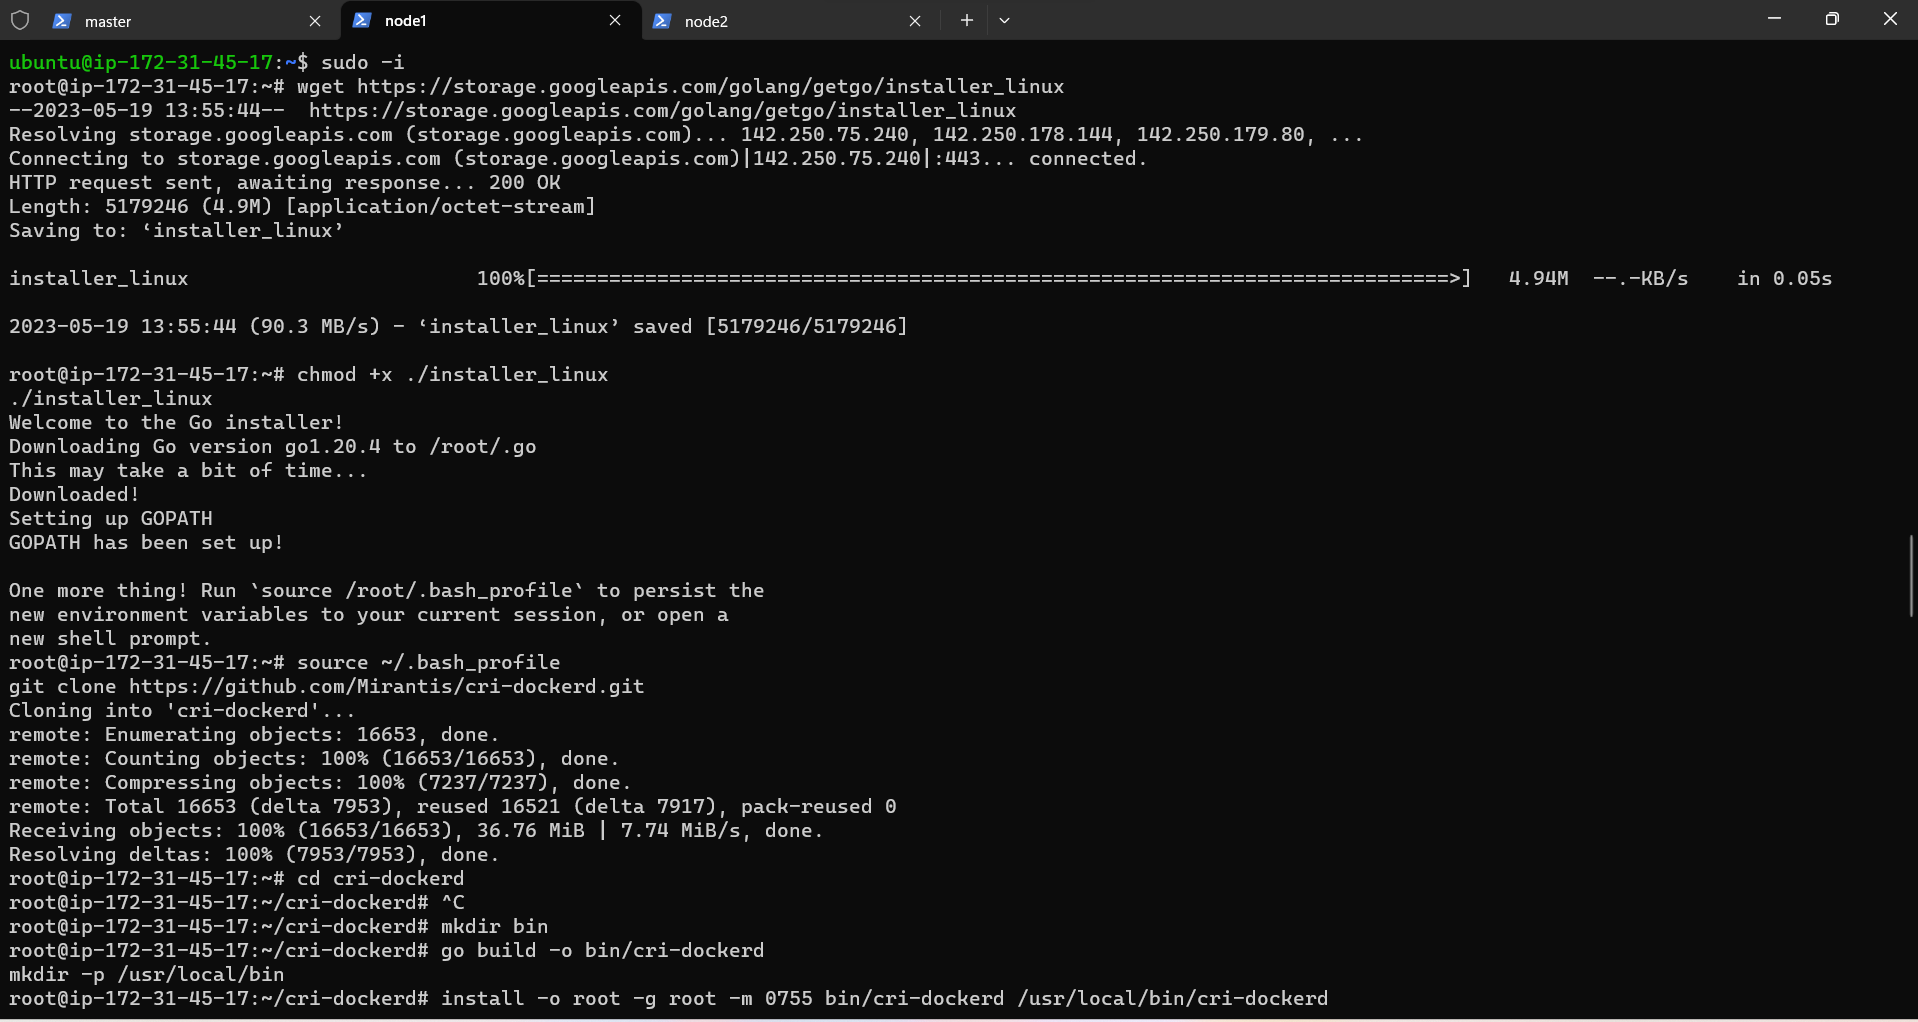 master
node1
node2
ubuntu@ip-172-31-45-17:~$ sudo -i
root@ip-172-31-45-17:~# wget https://storage.googleapis.com/golang/getgo/installer_linux
--2023-05-19 13:55:44--  https://storage.googleapis.com/golang/getgo/installer_linux
Resolving storage.googleapis.com (storage.googleapis.com)... 142.250.75.240, 142.250.178.144, 142.250.179.80, ...
Connecting to storage.googleapis.com (storage.googleapis.com)|142.250.75.240|:443... connected.
HTTP request sent, awaiting response... 200 OK
Length: 5179246 (4.9M) [application/octet-stream]
Saving to: ‘installer_linux’
installer_linux                        100%[============================================================================>]   4.94M  --.-KB/s    in 0.05s
2023-05-19 13:55:44 (90.3 MB/s) - ‘installer_linux’ saved [5179246/5179246]
root@ip-172-31-45-17:~# chmod +x ./installer_linux
./installer_linux
Welcome to the Go installer!
Downloading Go version go1.20.4 to /root/.go
This may take a bit of time...
Downloaded!
Setting up GOPATH
GOPATH has been set up!
One more thing! Run `source /root/.bash_profile` to persist the
new environment variables to your current session, or open a
new shell prompt.
root@ip-172-31-45-17:~# source ~/.bash_profile
git clone https://github.com/Mirantis/cri-dockerd.git
Cloning into 'cri-dockerd'...
remote: Enumerating objects: 16653, done.
remote: Counting objects: 100% (16653/16653), done.
remote: Compressing objects: 100% (7237/7237), done.
remote: Total 16653 (delta 7953), reused 16521 (delta 7917), pack-reused 0
Receiving objects: 100% (16653/16653), 36.76 MiB | 7.74 MiB/s, done.
Resolving deltas: 100% (7953/7953), done.
root@ip-172-31-45-17:~# cd cri-dockerd
root@ip-172-31-45-17:~/cri-dockerd# ^C
root@ip-172-31-45-17:~/cri-dockerd# mkdir bin
root@ip-172-31-45-17:~/cri-dockerd# go build -o bin/cri-dockerd
mkdir -p /usr/local/bin
root@ip-172-31-45-17:~/cri-dockerd# install -o root -g root -m 0755 bin/cri-dockerd /usr/local/bin/cri-dockerd